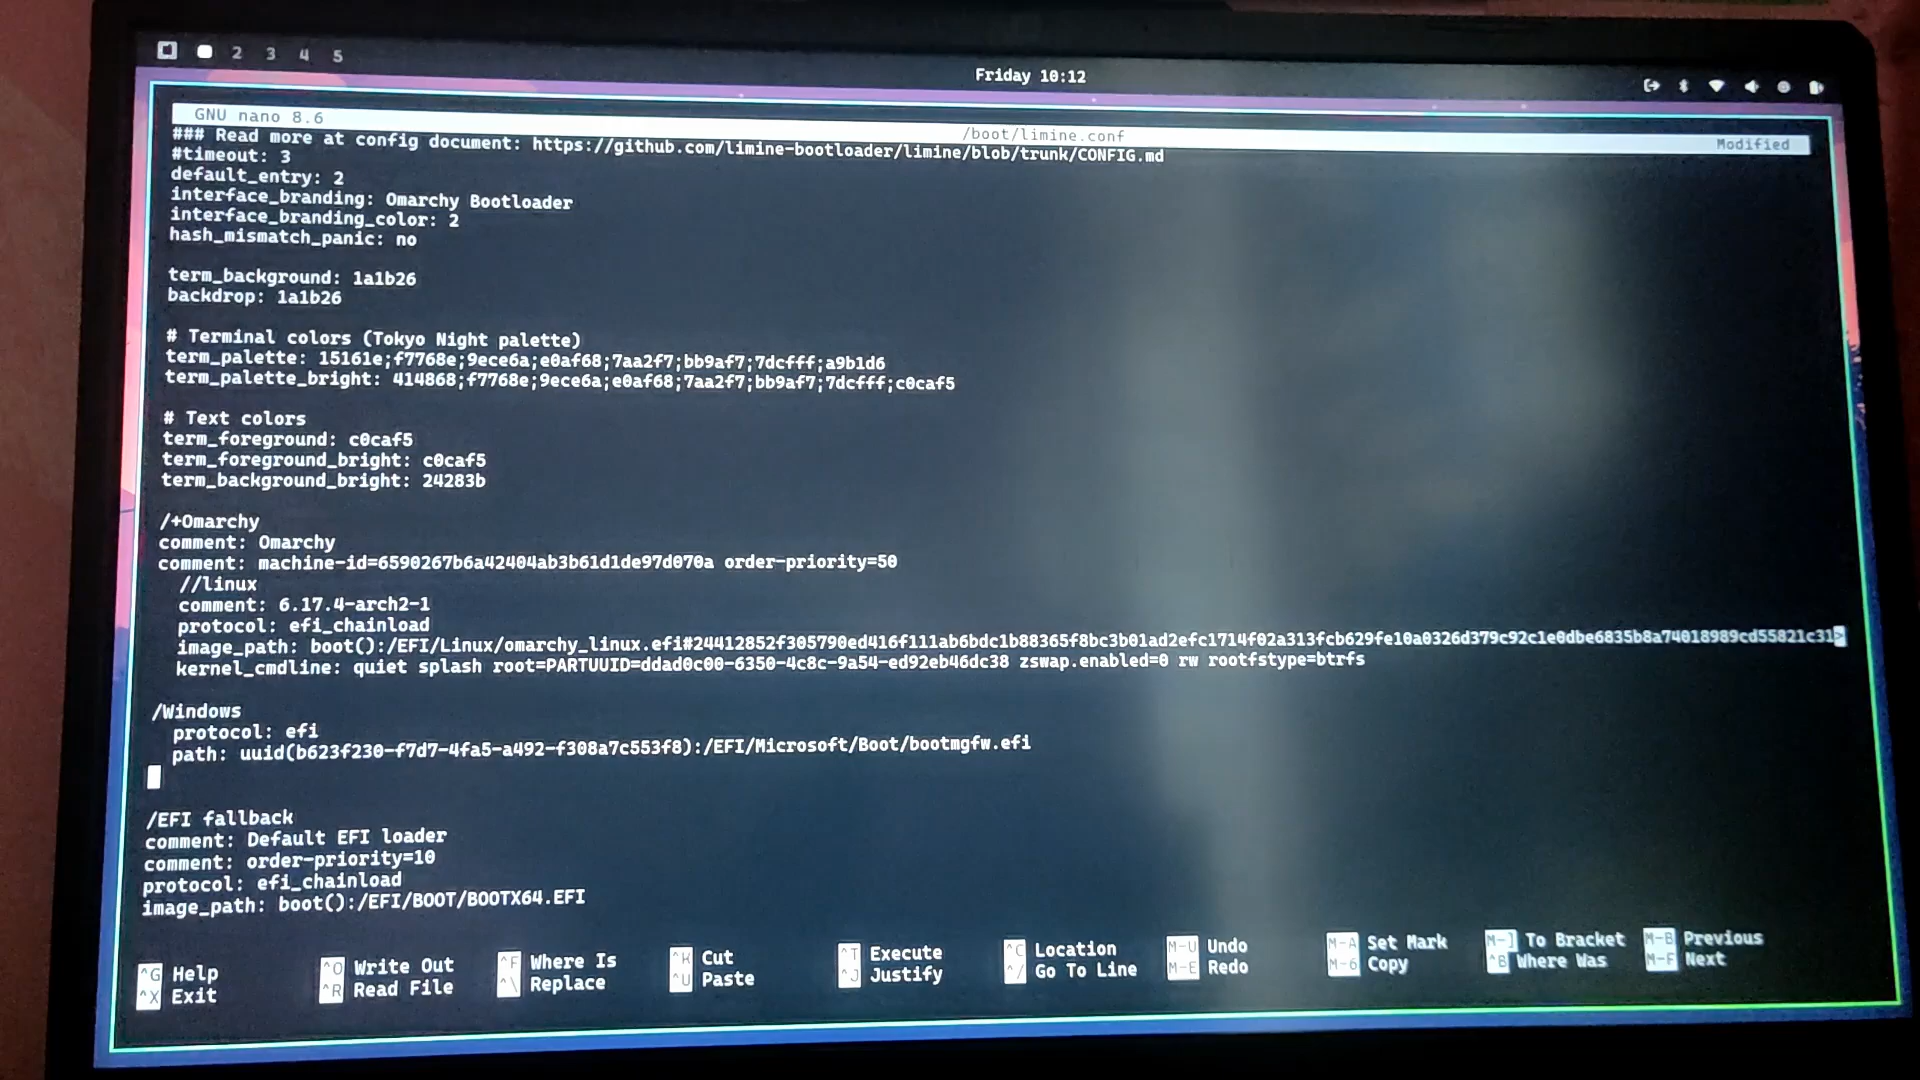 2 3 4 5
Friday 10:12
GNU nano 8.6 /boot/limine.conf Modified
### Read more at config document: https://github.com/limine-bootloader/limine/blob/trunk/CONFIG.md
#timeout: 3
default_entry: 2
interface_branding: Omarchy Bootloader
interface_branding_color: 2
hash_mismatch_panic: no
term_background: 1a1b26
backdrop: 1a1b26
# Terminal colors (Tokyo Night palette)
term_palette: 15161e;f7768e;9ece6a;e0af68;7aa2f7;bb9af7;7dcfff;a9b1d6
term_palette_bright: 414868;f7768e;9ece6a;e0af68;7aa2f7;bb9af7;7dcfff;c0caf5
# Text colors
term_foreground: c0caf5
term_foreground_bright: c0caf5
term_background_bright: 24283b
/+Omarchy
comment: Omarchy
comment: machine-id=6590267b6a42404ab3b61d1de97d070a order-priority=50
//linux
comment: 6.17.4-arch2-1
protocol: efi_chainload
image_path: boot():/EFI/Linux/omarchy_linux.efi#24412852f305790ed416f111ab6bdc1b88365f8bc3b01ad2efc1714f02a313fcb629fe10a0326d379c92c1e0dbe6835b8a74018989cd55821c31>
kernel_cmdline: quiet splash root=PARTUUID=ddad0c00-6350-4c8c-9a54-ed92eb46dc38 zswap.enabled=0 rw rootfstype=btrfs
/Windows
protocol: efi
path: uuid(b623f230-f7d7-4fa5-a492-f308a7c553f8):/EFI/Microsoft/Boot/bootmgfw.efi
/EFI fallback
comment: Default EFI loader
comment: order-priority=10
protocol: efi_chainload
image_path: boot():/EFI/BOOT/BOOTX64.EFI
^G Help ^O Write Out ^F Where Is ^K Cut ^T Execute ^C Location M-U Undo M-A Set Mark M-] To Bracket M-B Previous
^X Exit ^R Read File ^\ Replace ^U Paste ^J Justify ^/ Go To Line M-E Redo M-6 Copy ^B Where Was M-F Next